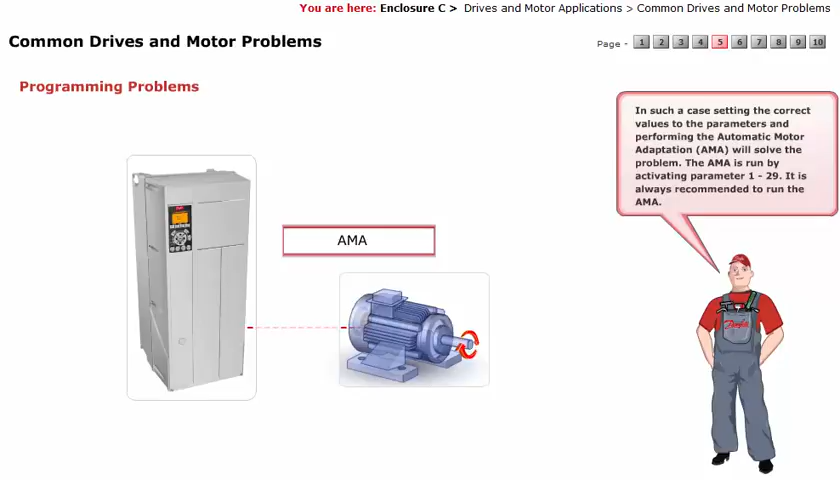 You are here: Enclosure C > Drives and Motor Applications > Common Drives and Motor Problems
Common Drives and Motor Problems
Page - 1 2 3 4 5 6 7 8 9 10
Programming Problems
In such a case setting the correct
values to the parameters and
performing the Automatic Motor
Adaptation (AMA) will solve the
problem. The AMA is run by
activating parameter 1 - 29. It is
always recommended to run the
AMA.
AMA
Danfoss